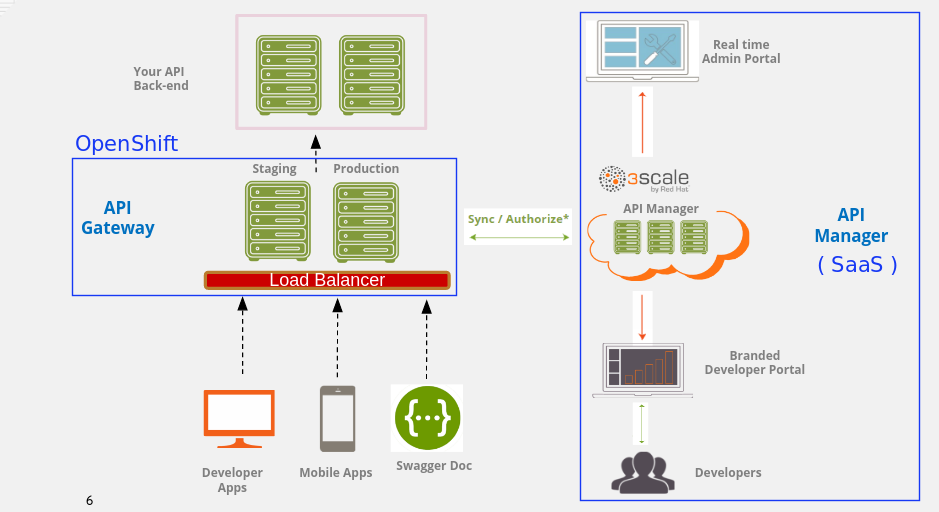 Your API
Back-end
OpenShift
Staging
Production
API
Gateway
Load Balancer
Sync / Authorize*
Developer
Apps
Mobile Apps
{···}
Swagger Doc
6
Real time
Admin Portal
3scale
by Red Hat
API Manager
API
Manager
( SaaS )
Branded
Developer Portal
Developers